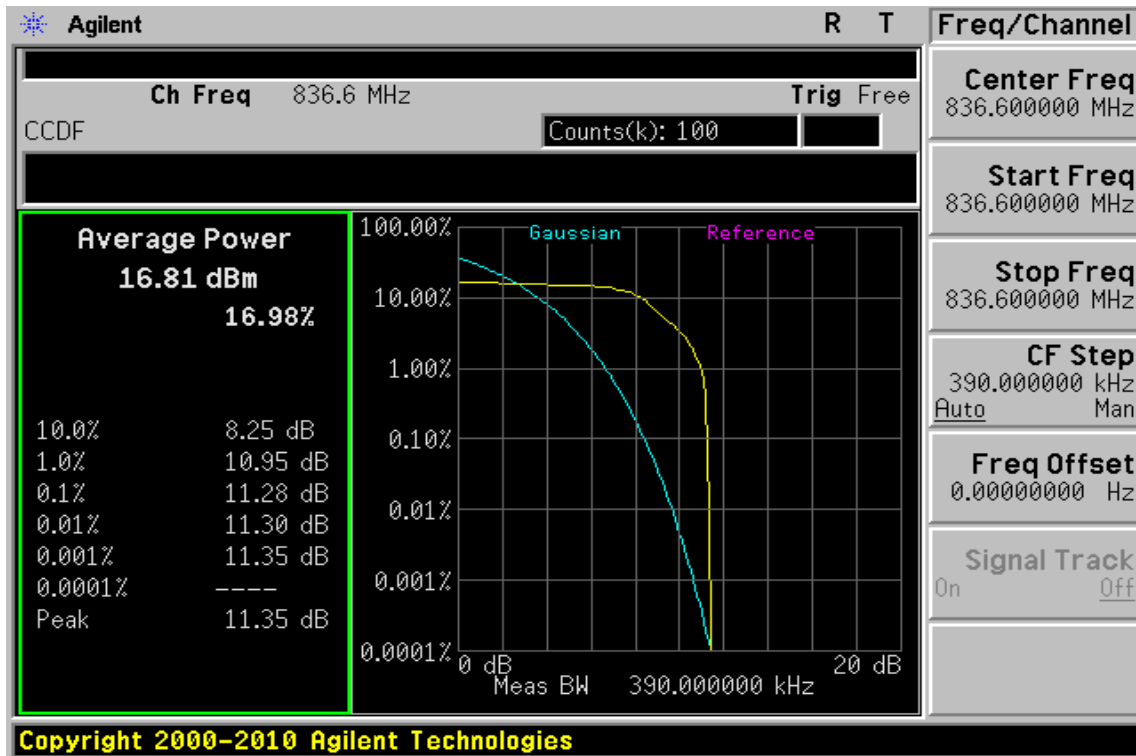 Agilent R T Freq/Channel
Ch Freq 836.6 MHz Trig Free
CCDF Counts(k): 100
Center Freq
836.600000 MHz
Start Freq
836.600000 MHz
Stop Freq
836.600000 MHz
CF Step
390.000000 kHz
Auto Man
Freq Offset
0.00000000 Hz
Signal Track
On Off
Average Power
16.81 dBm
16.98%
10.0% 8.25 dB
1.0% 10.95 dB
0.1% 11.28 dB
0.01% 11.30 dB
0.001% 11.35 dB
0.0001% ----
Peak 11.35 dB
Gaussian Reference
100.00%
10.00%
1.00%
0.10%
0.01%
0.001%
0.0001%
0 dB 20 dB
Meas BW 390.000000 kHz
Copyright 2000-2010 Agilent Technologies